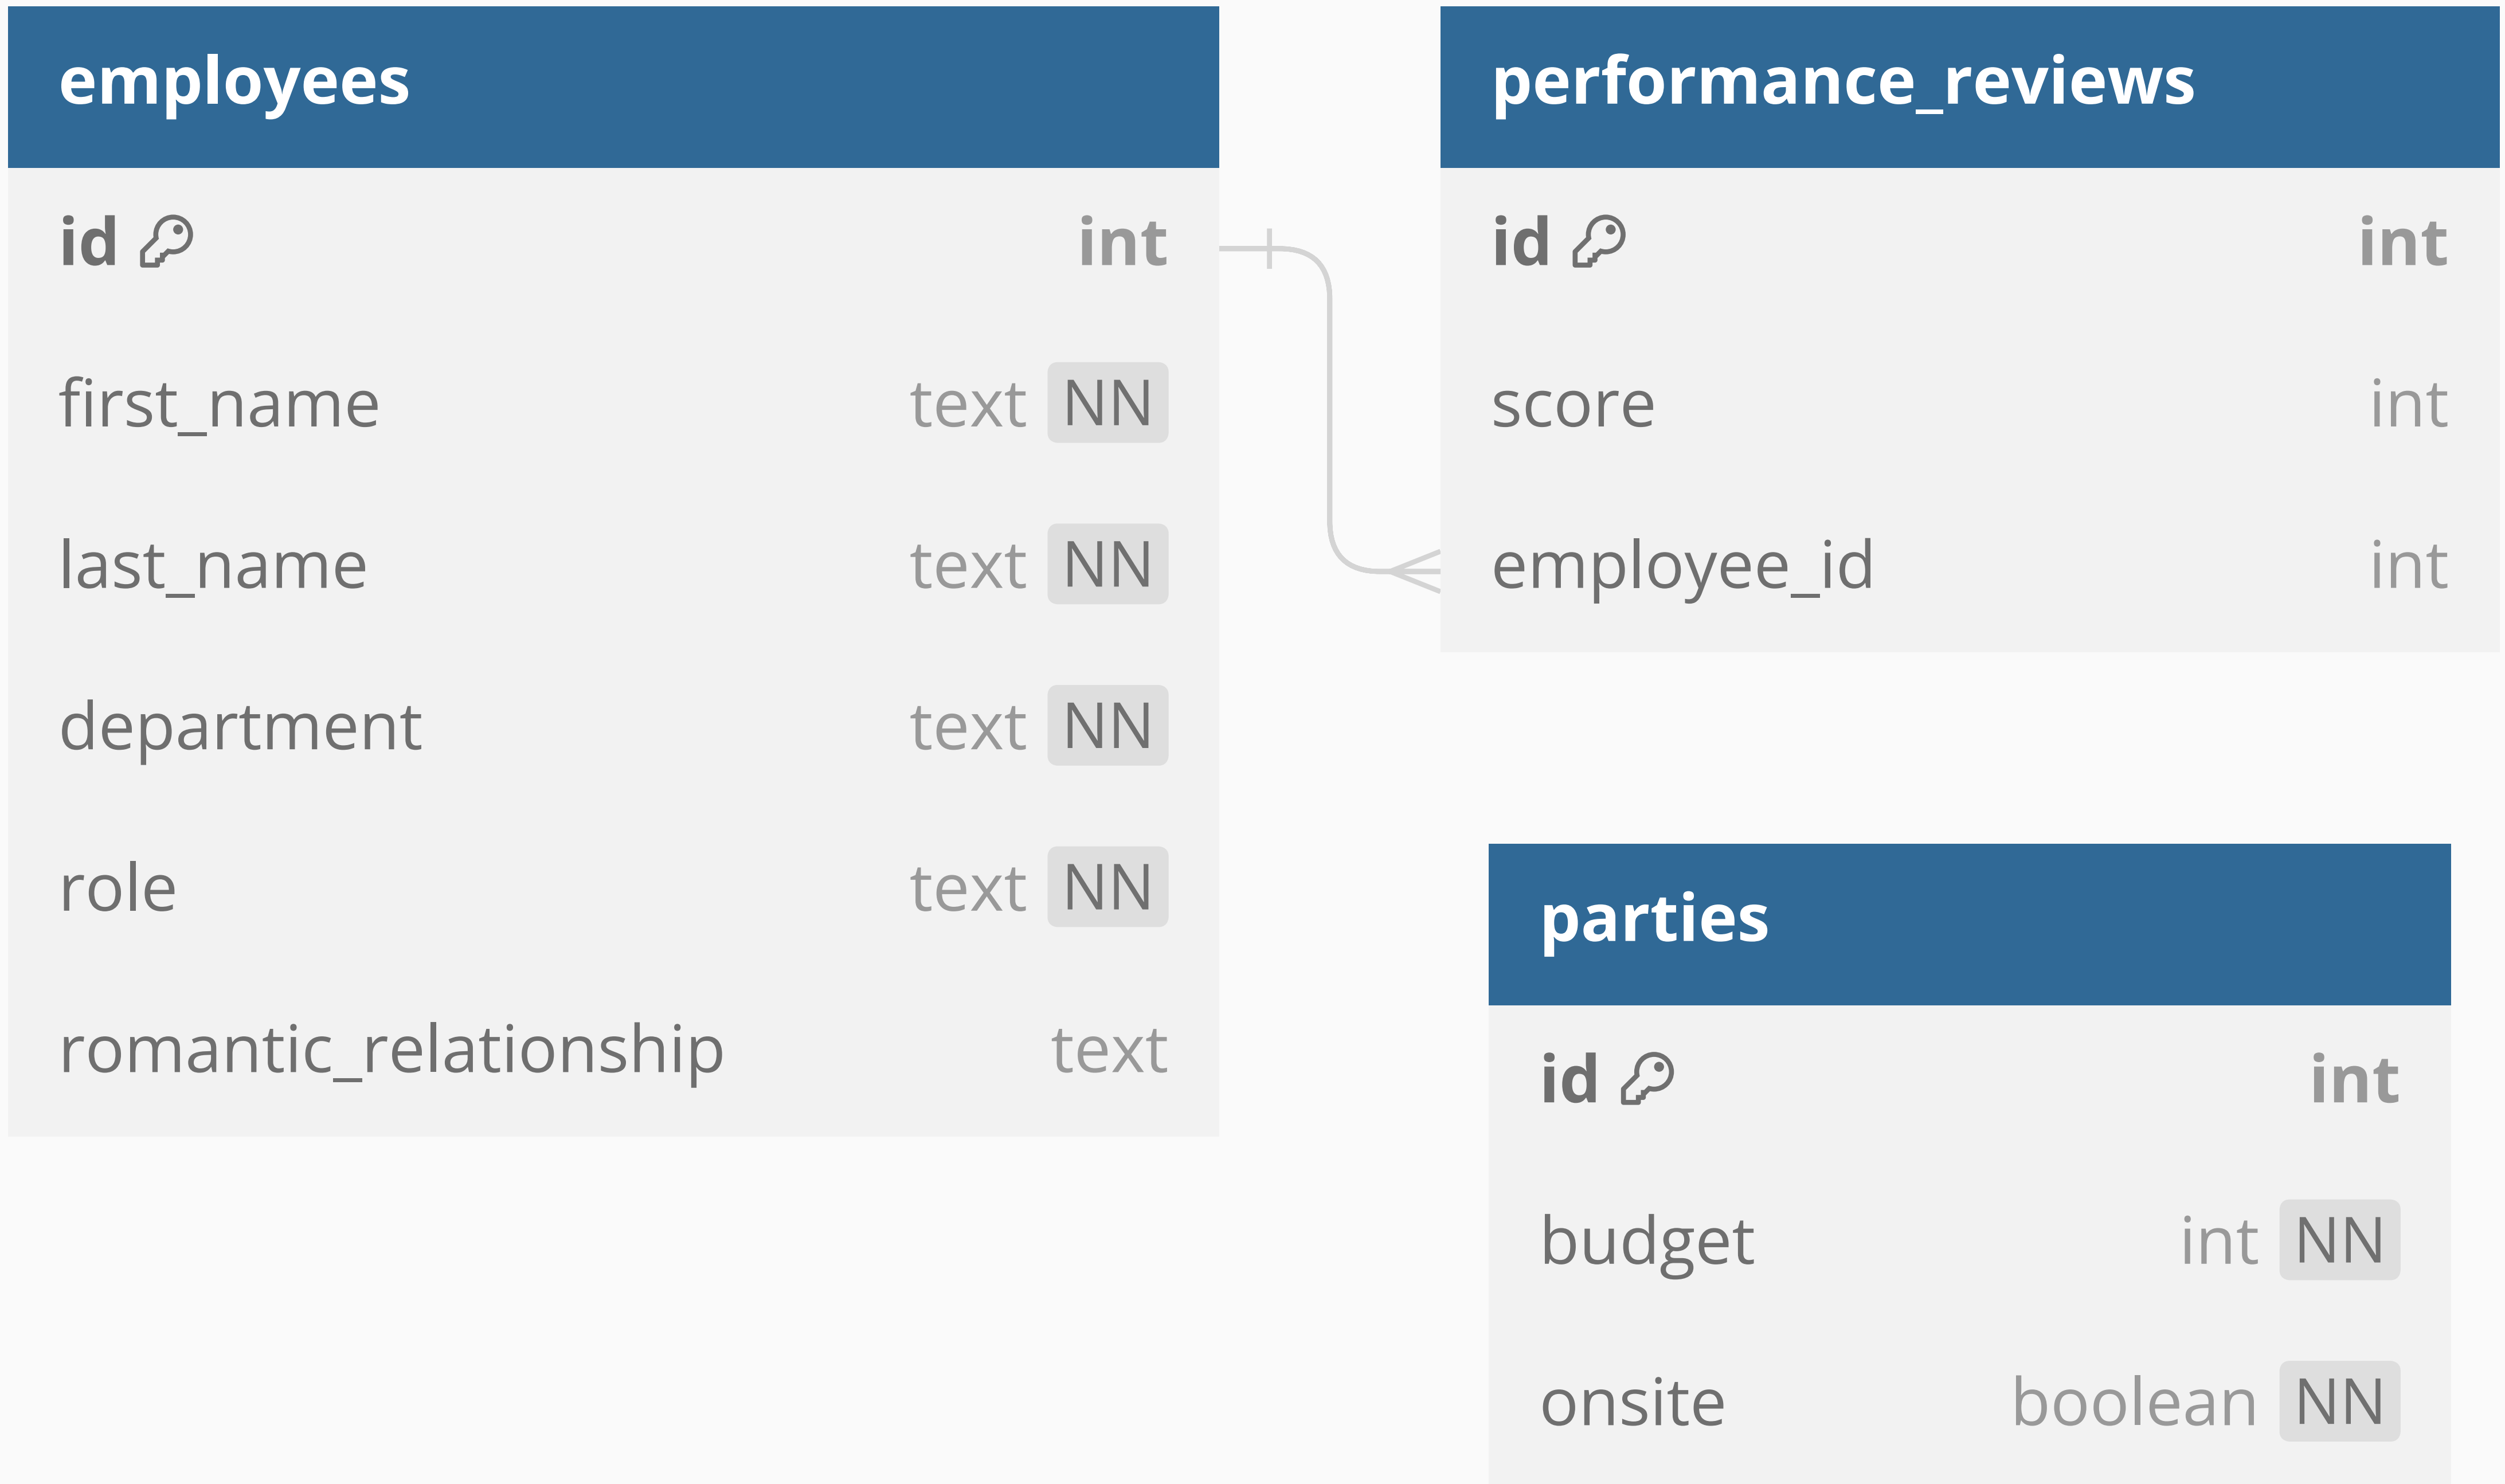 employees
id int
first_name text NN
last_name text NN
department text NN
role text NN
romantic_relationship text
performance_reviews
id int
score int
employee_id int
parties
id int
budget int NN
onsite boolean NN